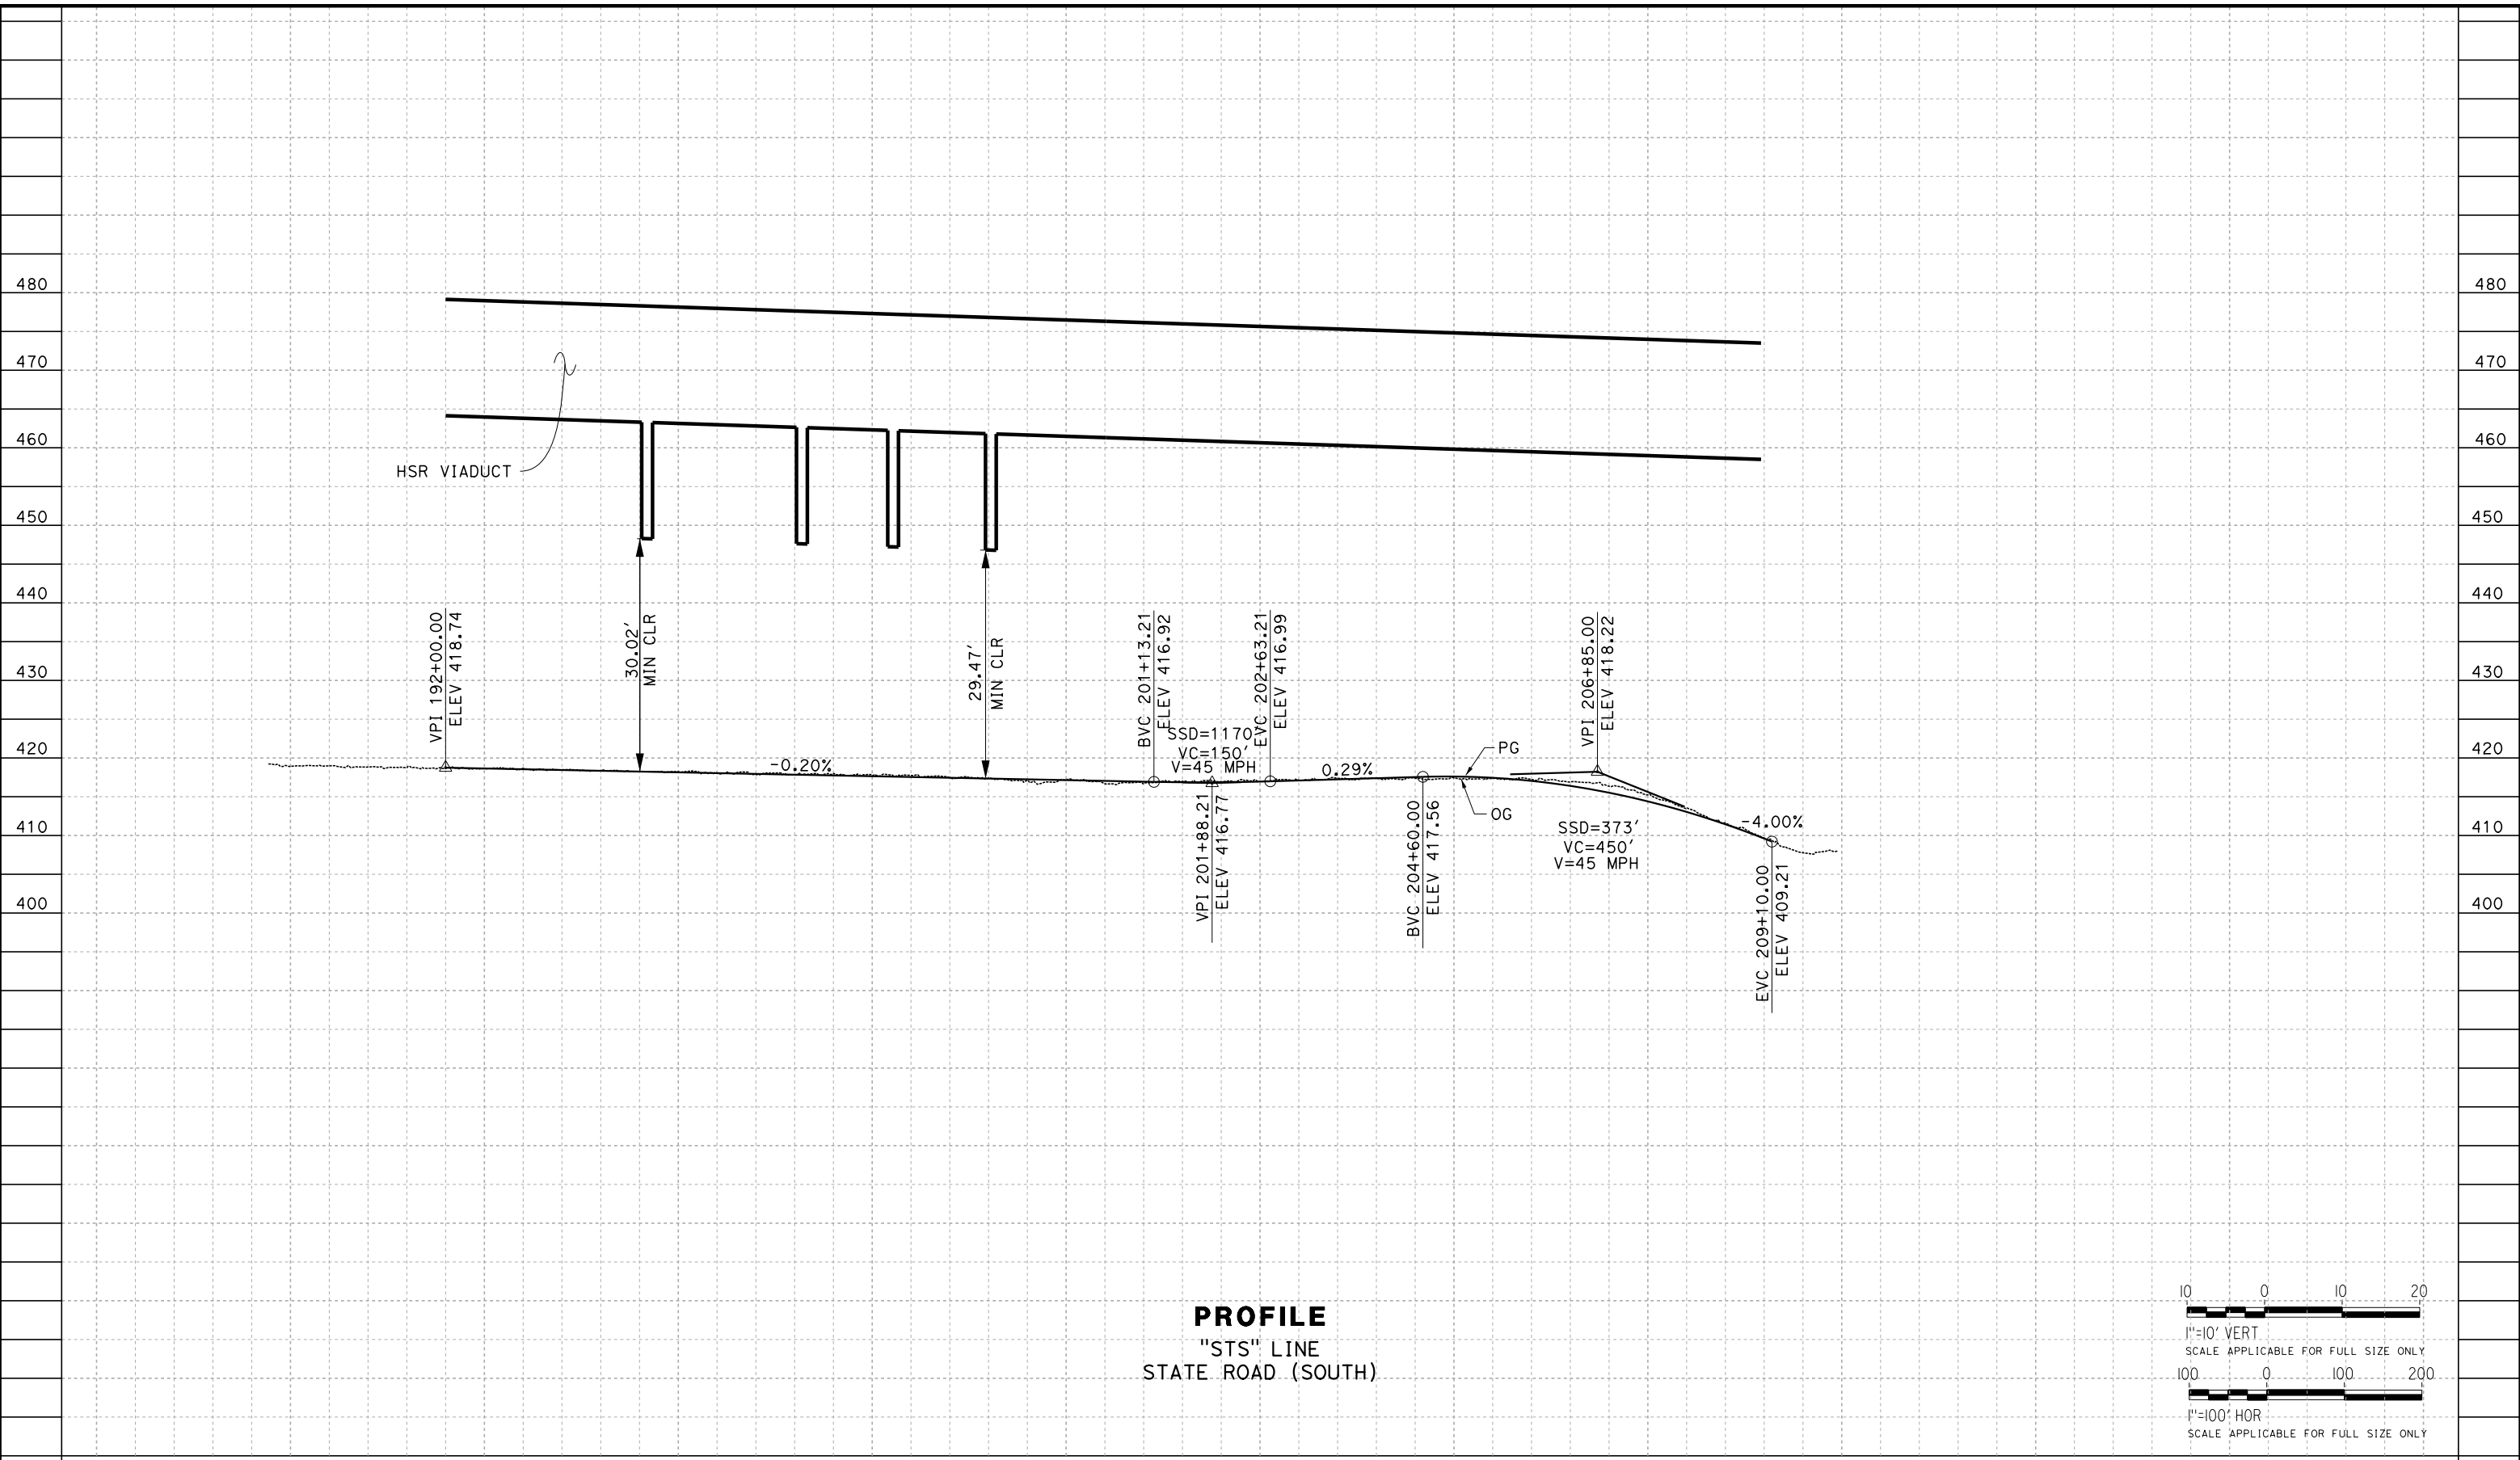 480
470
460
450
440
430
420
410
400
480
470
460
450
440
430
420
410
400
HSR VIADUCT
VPI 192+00.00
ELEV 418.74
30.02'
MIN CLR
-0.20%
29.47'
MIN CLR
BVC 201+13.21
ELEV 416.92
SSD=1170'
VC=150'
V=45 MPH
EVC 202+63.21
ELEV 416.99
VPI 201+88.21
ELEV 416.77
0.29%
BVC 204+60.00
ELEV 417.56
PG
OG
VPI 206+85.00
ELEV 418.22
SSD=373'
VC=450'
V=45 MPH
-4.00%
EVC 209+10.00
ELEV 409.21
PROFILE
"STS" LINE
STATE ROAD (SOUTH)
10 0 10 20
1"=10' VERT
SCALE APPLICABLE FOR FULL SIZE ONLY
100 0 100 200
1"=100' HOR
SCALE APPLICABLE FOR FULL SIZE ONLY